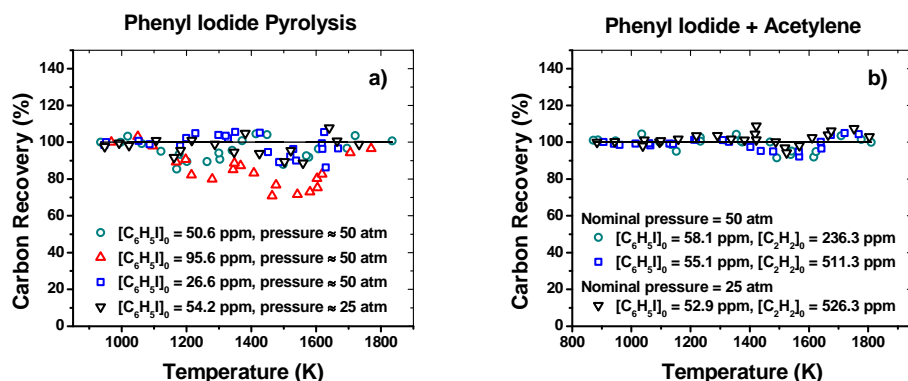 Phenyl Iodide Pyrolysis
a)
140
120
100
80
60
40
20
0
Carbon Recovery (%)
[C6H5I]0 = 50.6 ppm, pressure ≈ 50 atm
[C6H5I]0 = 95.6 ppm, pressure ≈ 50 atm
[C6H5I]0 = 26.6 ppm, pressure ≈ 50 atm
[C6H5I]0 = 54.2 ppm, pressure ≈ 25 atm
1000 1200 1400 1600 1800
Temperature (K)
Phenyl Iodide + Acetylene
b)
140
120
100
80
60
40
20
0
Carbon Recovery (%)
Nominal pressure = 50 atm
[C6H5I]0 = 58.1 ppm, [C2H2]0 = 236.3 ppm
[C6H5I]0 = 55.1 ppm, [C2H2]0 = 511.3 ppm
Nominal pressure = 25 atm
[C6H5I]0 = 52.9 ppm, [C2H2]0 = 526.3 ppm
800 1000 1200 1400 1600 1800
Temperature (K)